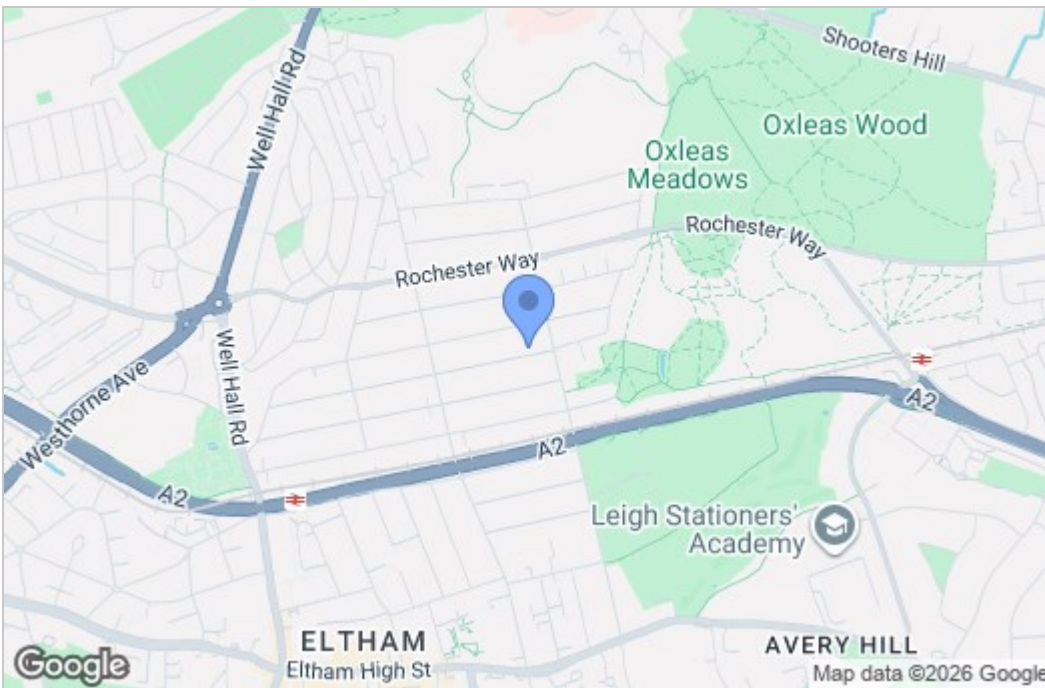 Shooters Hill
Well Hall Rd
Oxleas Wood
Oxleas
Meadows
Rochester Way
Rochester Way
Well Hall Rd
Westhorne Ave
A2
A2
A2
Leigh Stationers'
Academy
ELTHAM
Eltham High St
AVERY HILL
Google
Map data ©2026 Google